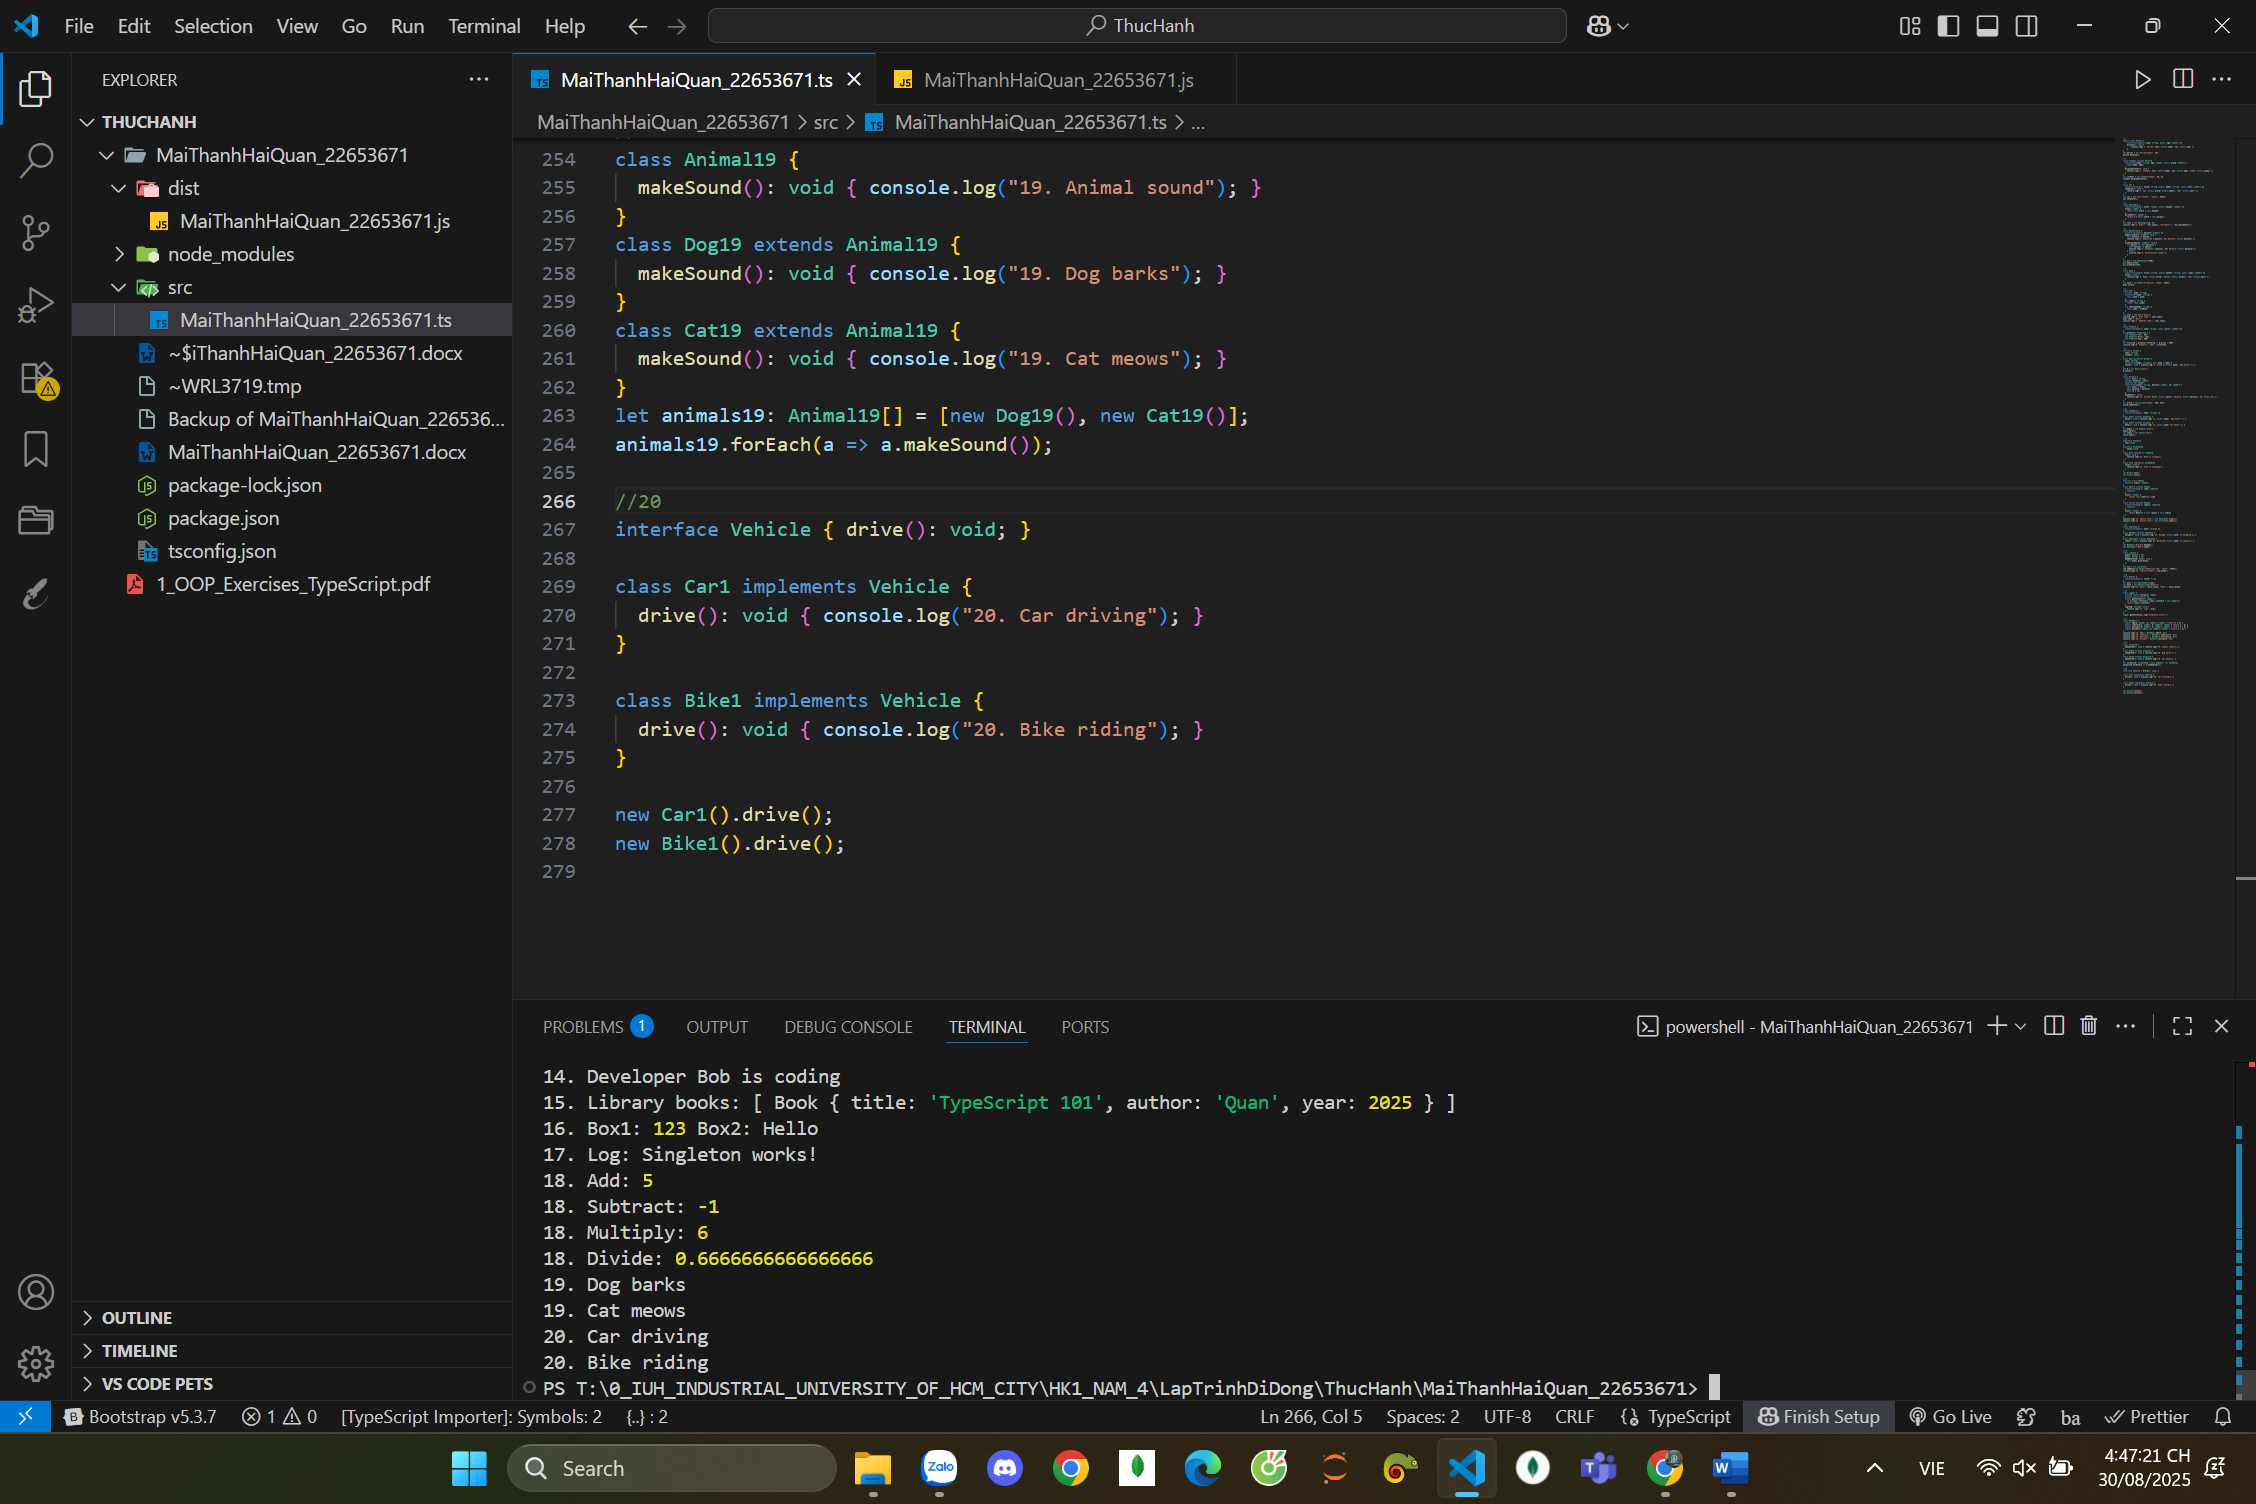 File Edit Selection View Go Run Terminal Help
ThucHanh
EXPLORER
THUCHANH
MaiThanhHaiQuan_22653671
dist
MaiThanhHaiQuan_22653671.js
node_modules
src
MaiThanhHaiQuan_22653671.ts
~$iThanhHaiQuan_22653671.docx
~WRL3719.tmp
Backup of MaiThanhHaiQuan_226536...
MaiThanhHaiQuan_22653671.docx
package-lock.json
package.json
tsconfig.json
1_OOP_Exercises_TypeScript.pdf
OUTLINE
TIMELINE
VS CODE PETS
MaiThanhHaiQuan_22653671.ts MaiThanhHaiQuan_22653671.js
MaiThanhHaiQuan_22653671 > src > MaiThanhHaiQuan_22653671.ts > ...
254 class Animal19 {
255 makeSound(): void { console.log("19. Animal sound"); }
256 }
257 class Dog19 extends Animal19 {
258 makeSound(): void { console.log("19. Dog barks"); }
259 }
260 class Cat19 extends Animal19 {
261 makeSound(): void { console.log("19. Cat meows"); }
262 }
263 let animals19: Animal19[] = [new Dog19(), new Cat19()];
264 animals19.forEach(a => a.makeSound());
265
266 //20
267 interface Vehicle { drive(): void; }
268
269 class Car1 implements Vehicle {
270 drive(): void { console.log("20. Car driving"); }
271 }
272
273 class Bike1 implements Vehicle {
274 drive(): void { console.log("20. Bike riding"); }
275 }
276
277 new Car1().drive();
278 new Bike1().drive();
279
PROBLEMS 1 OUTPUT DEBUG CONSOLE TERMINAL PORTS
powershell - MaiThanhHaiQuan_22653671
14. Developer Bob is coding
15. Library books: [ Book { title: 'TypeScript 101', author: 'Quan', year: 2025 } ]
16. Box1: 123 Box2: Hello
17. Log: Singleton works!
18. Add: 5
18. Subtract: -1
18. Multiply: 6
18. Divide: 0.6666666666666666
19. Dog barks
19. Cat meows
20. Car driving
20. Bike riding
PS T:\0_IUH_INDUSTRIAL_UNIVERSITY_OF_HCM_CITY\HK1_NAM_4\LapTrinhDiDong\ThucHanh\MaiThanhHaiQuan_22653671>
Bootstrap v5.3.7 1 0 [TypeScript Importer]: Symbols: 2 {..} : 2 Ln 266, Col 5 Spaces: 2 UTF-8 CRLF TypeScript Finish Setup Go Live ba Prettier
Search
Zalo
VIE
4:47:21 CH
30/08/2025